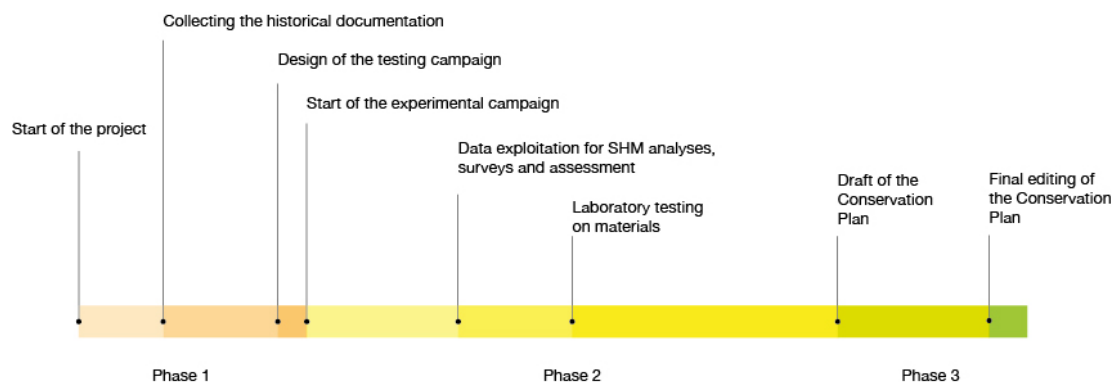 Collecting the historical documentation
Design of the testing campaign
Start of the experimental campaign
Start of the project
Data exploitation for SHM analyses,
surveys and assessment
Laboratory testing
on materials
Draft of the
Conservation
Plan
Final editing of
the Conservation
Plan
Phase 1
Phase 2
Phase 3